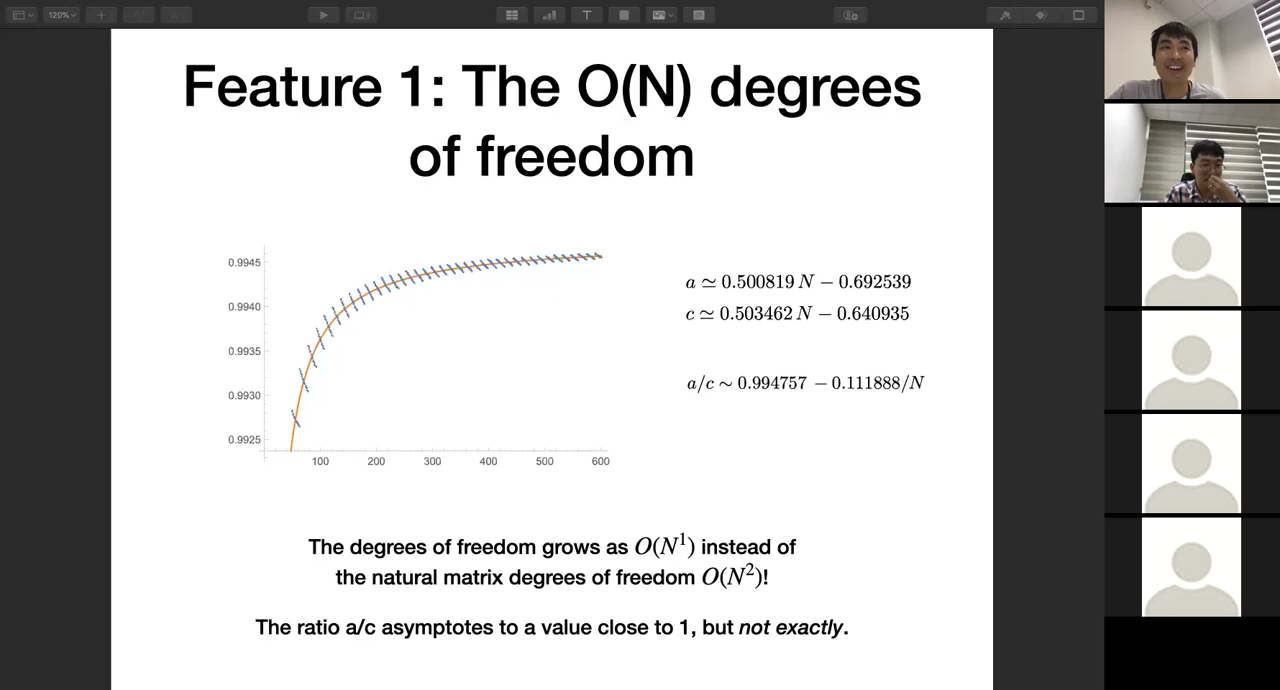 120%
Feature 1: The O(N) degrees
of freedom
0.9945
0.9940
0.9935
0.9930
0.9925
100 200 300 400 500 600
a ≃ 0.500819 N − 0.692539
c ≃ 0.503462 N − 0.640935
a/c ∼ 0.994757 − 0.111888/N
The degrees of freedom grows as O(N¹) instead of
the natural matrix degrees of freedom O(N²)!
The ratio a/c asymptotes to a value close to 1, but not exactly.